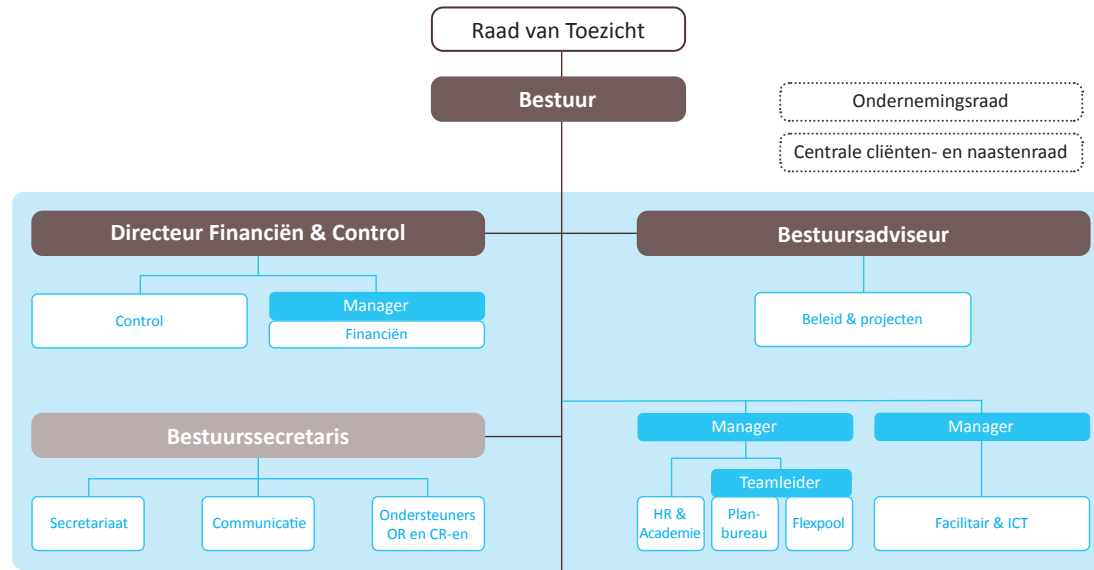 Raad van Toezicht
Bestuur
Ondernemingsraad
Centrale cliënten- en naastenraad
Directeur Financiën & Control
Bestuursadviseur
Control
Manager
Financiën
Beleid & projecten
Bestuurssecretaris
Manager
Manager
Secretariaat
Communicatie
Ondersteuners
OR en CR-en
Teamleider
HR &
Academie
Plan-
bureau
Flexpool
Facilitair & ICT